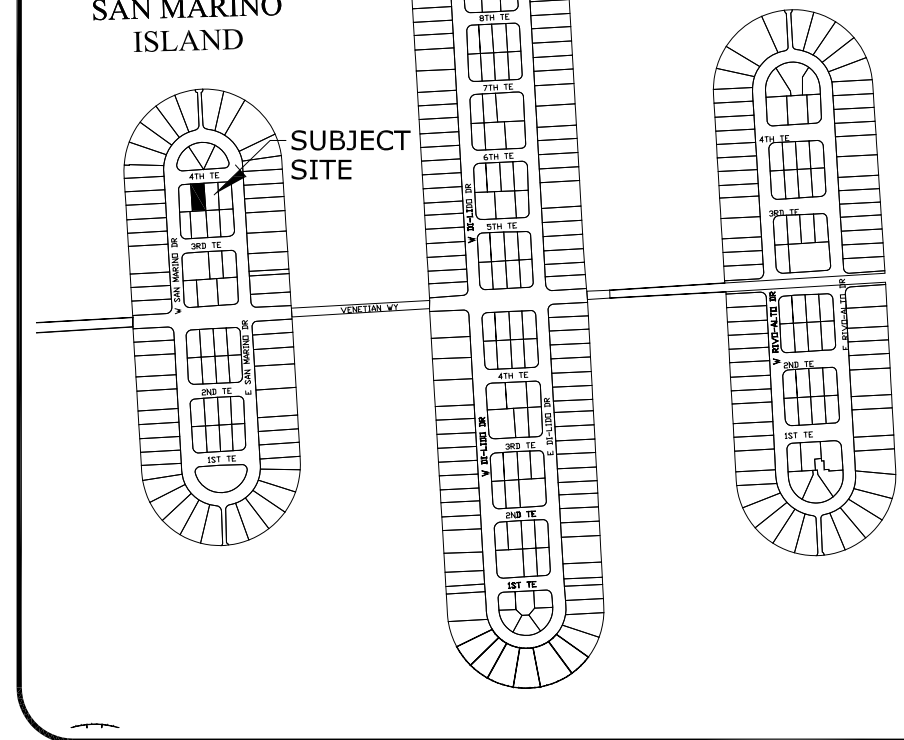 SAN MARINO
ISLAND
SUBJECT
SITE
4TH TE
3RD TE
W SAN MARINO DR
E SAN MARINO DR
2ND TE
1ST TE
VENETIAN WY
8TH TE
7TH TE
6TH TE
W DI-LIDO DR
5TH TE
4TH TE
W DI-LIDO DR
E DI-LIDO DR
3RD TE
2ND TE
1ST TE
4TH TE
3RD TE
W RIVO-ALTO DR
E RIVO-ALTO DR
2ND TE
1ST TE